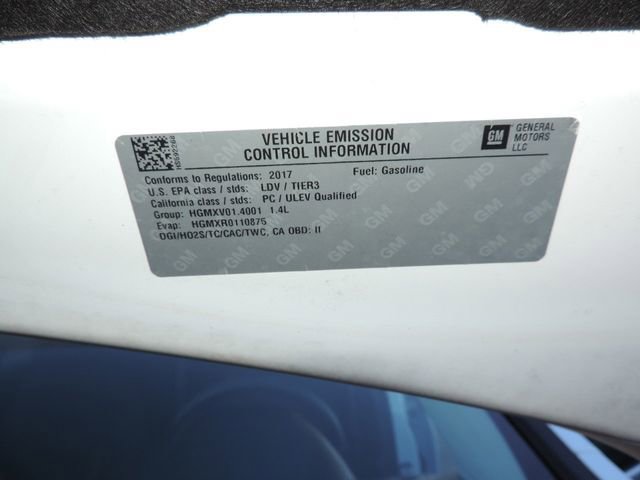 HS592268
VEHICLE EMISSION
CONTROL INFORMATION
GM
GENERAL
MOTORS
LLC
Conforms to Regulations: 2017
Fuel: Gasoline
U.S. EPA class / stds: LDV / TIER3
California class / stds: PC / ULEV Qualified
Group: HGMXV01.4001 1.4L
Evap: HGMXR0110875
DGI/HO2S/TC/CAC/TWC, CA OBD: II